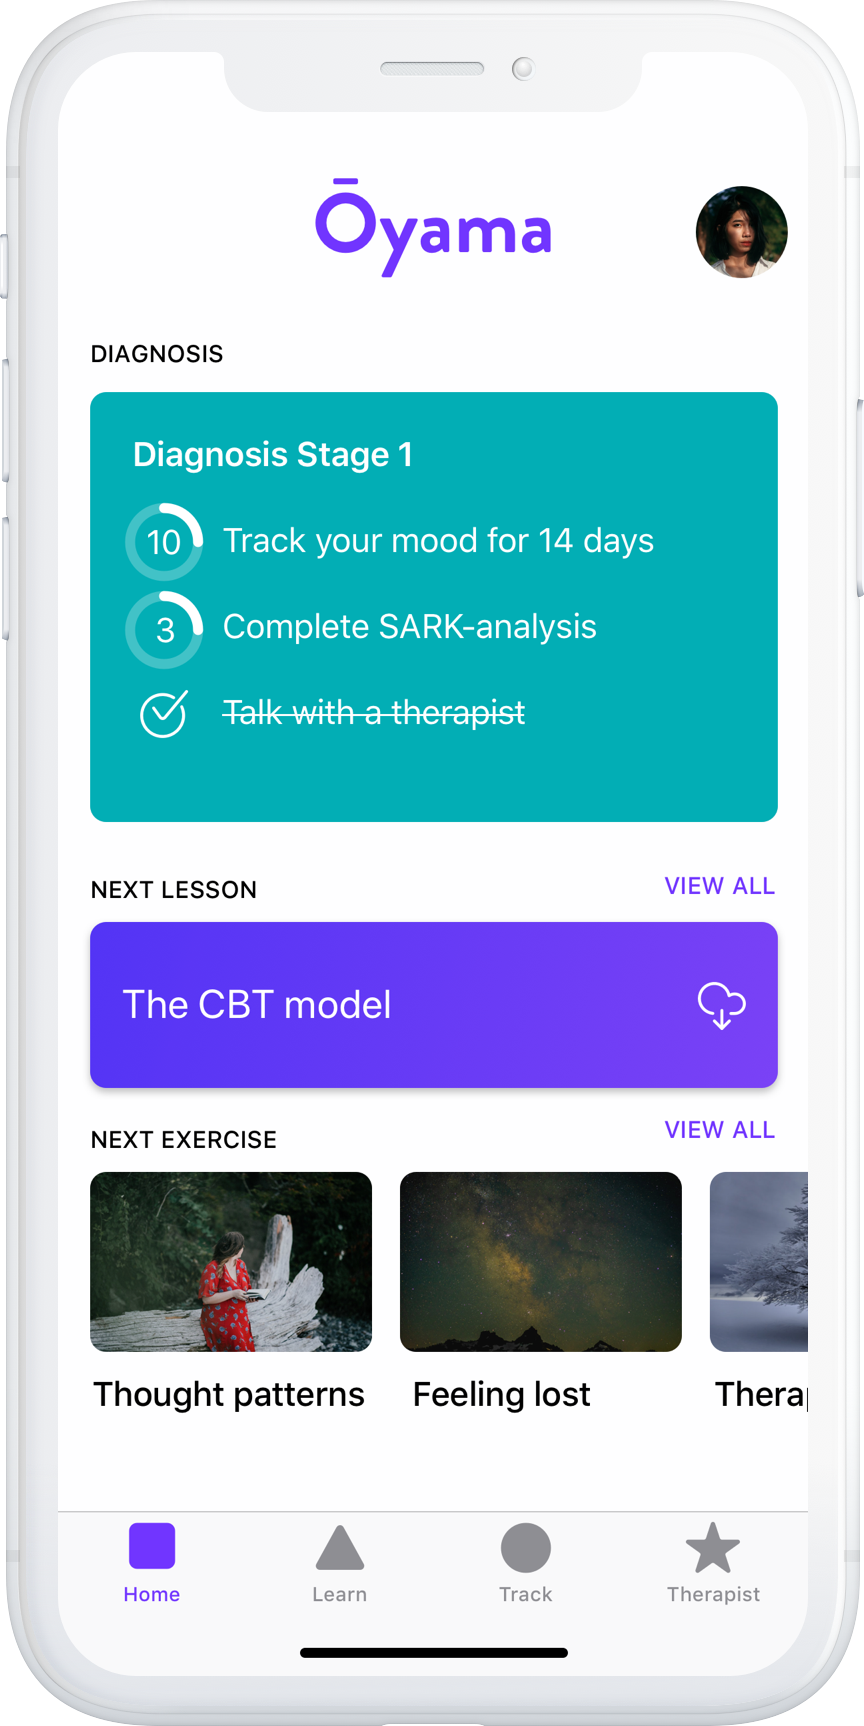 Ōyama
DIAGNOSIS
Diagnosis Stage 1
10 Track your mood for 14 days
3 Complete SARK-analysis
Talk with a therapist
NEXT LESSON VIEW ALL
The CBT model
NEXT EXERCISE VIEW ALL
Thought patterns Feeling lost Therap
Home Learn Track Therapist